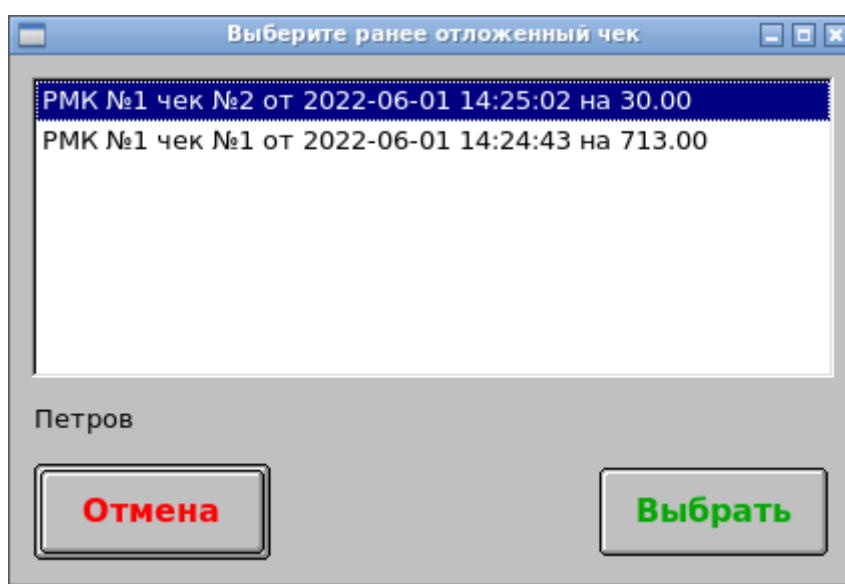 Выберите ранее отложенный чек
РМК №1 чек №2 от 2022-06-01 14:25:02 на 30.00
РМК №1 чек №1 от 2022-06-01 14:24:43 на 713.00
Петров
Отмена
Выбрать